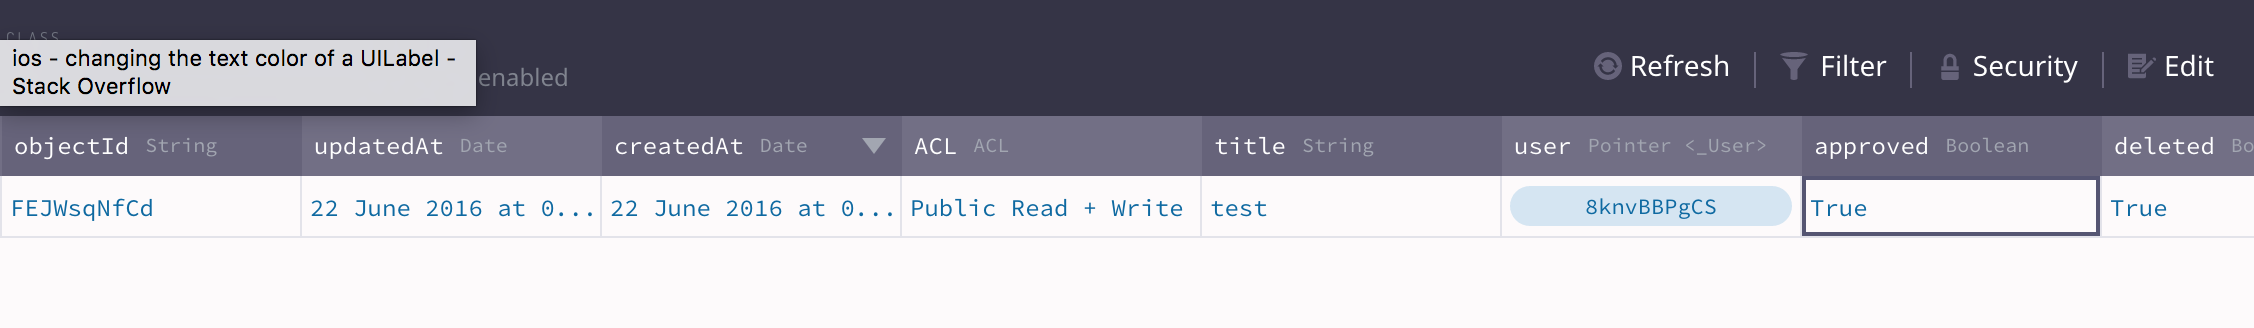 CLASS
ios - changing the text color of a UILabel -
Stack Overflow
enabled
Refresh Filter Security Edit
objectId String updatedAt Date createdAt Date ACL ACL title String user Pointer <_User> approved Boolean deleted Bo
FEJWsqNfCd 22 June 2016 at 0... 22 June 2016 at 0... Public Read + Write test 8knvBBPgCS True True